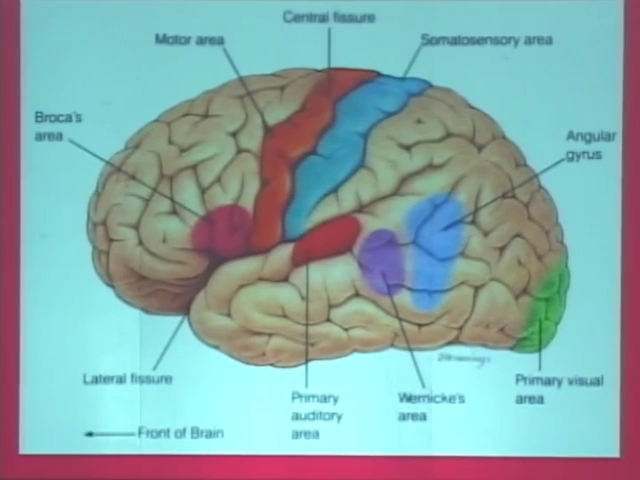 Central fissure
Motor area
Somatosensory area
Broca's
area
Angular
gyrus
Lateral fissure
Primary
auditory
area
Wernicke's
area
Primary visual
area
Front of Brain